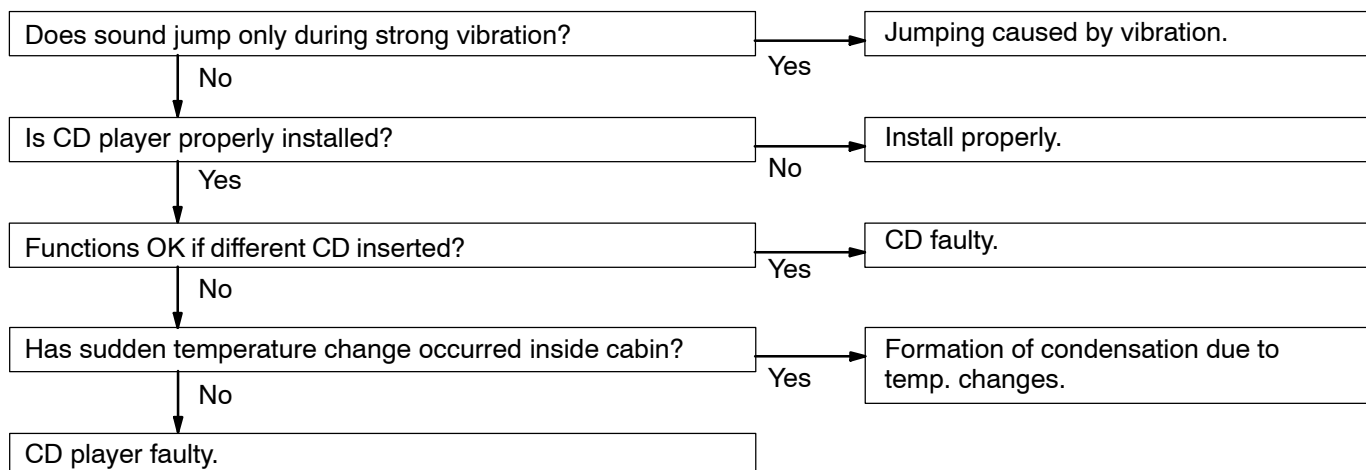 Does sound jump only during strong vibration?
Yes
Jumping caused by vibration.
No
Is CD player properly installed?
No
Install properly.
Yes
Functions OK if different CD inserted?
Yes
CD faulty.
No
Has sudden temperature change occurred inside cabin?
Yes
Formation of condensation due to
temp. changes.
No
CD player faulty.